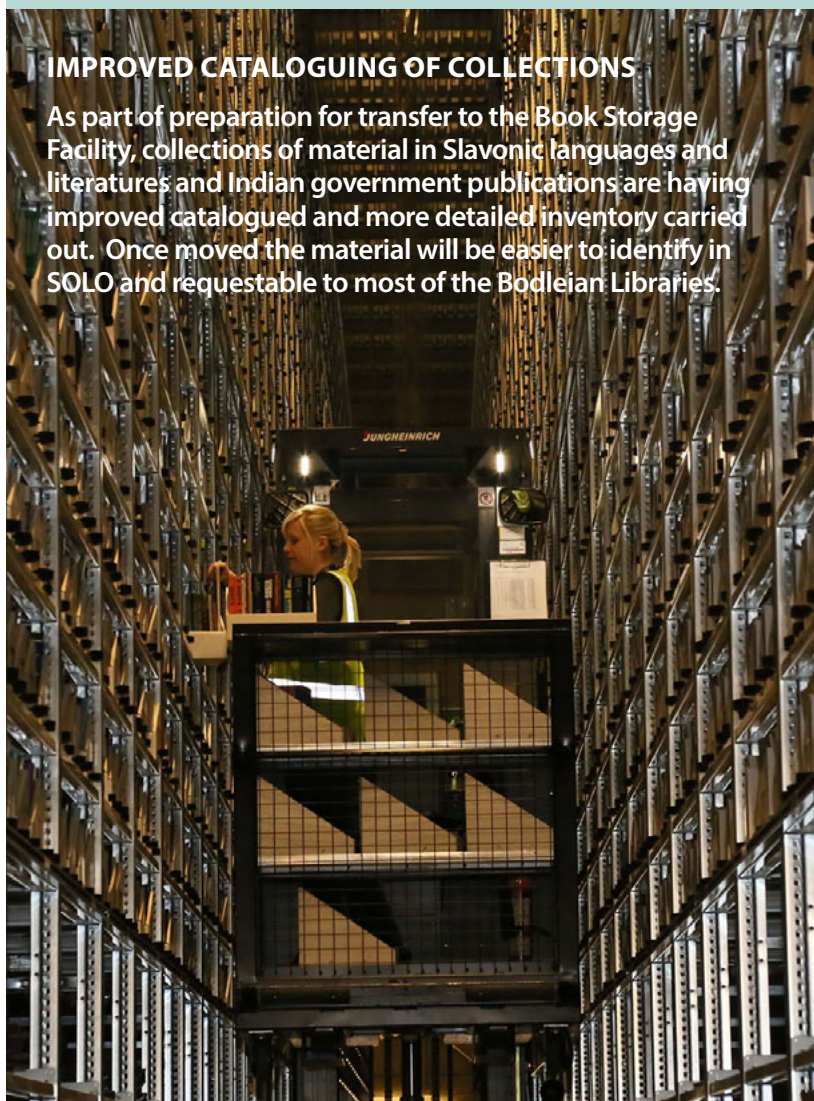 IMPROVED CATALOGUING OF COLLECTIONS
As part of preparation for transfer to the Book Storage
Facility, collections of material in Slavonic languages and
literatures and Indian government publications are having
improved catalogued and more detailed inventory carried
out. Once moved the material will be easier to identify in
SOLO and requestable to most of the Bodleian Libraries.
JUNGHEINRICH